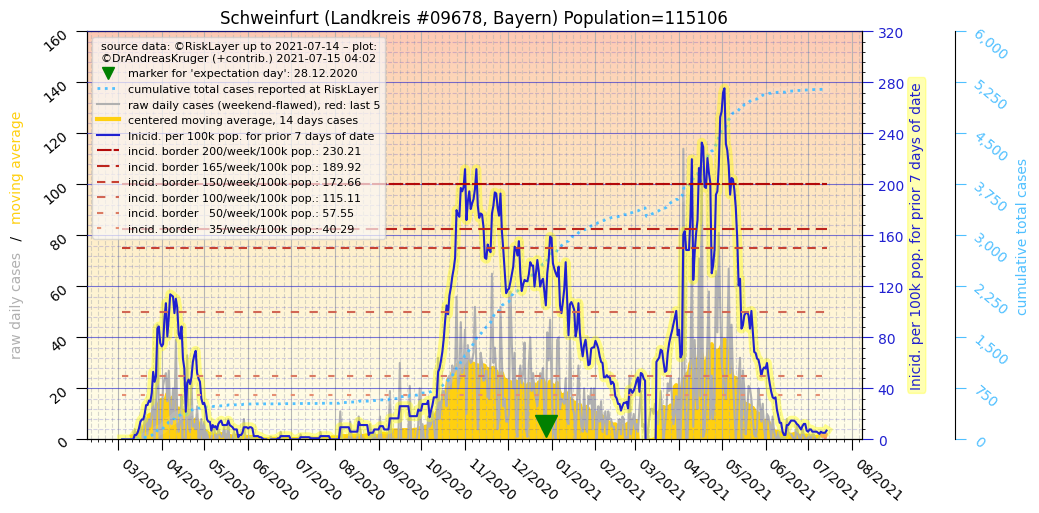 Schweinfurt (Landkreis #09678, Bayern) Population=115106
source data: ©RiskLayer up to 2021-07-14 – plot:
©DrAndreasKruger (+contrib.) 2021-07-15 04:02
marker for 'expectation day': 28.12.2020
cumulative total cases reported at RiskLayer
raw daily cases (weekend-flawed), red: last 5
centered moving average, 14 days cases
Inicid. per 100k pop. for prior 7 days of date
incid. border 200/week/100k pop.: 230.21
incid. border 165/week/100k pop.: 189.92
incid. border 150/week/100k pop.: 172.66
incid. border 100/week/100k pop.: 115.11
incid. border 50/week/100k pop.: 57.55
incid. border 35/week/100k pop.: 40.29
raw daily cases / moving average
160
140
120
100
80
60
40
20
0
320
280
240
200
160
120
80
40
0
Inicid. per 100k pop. for prior 7 days of date
6,000
5,250
4,500
3,750
3,000
2,250
1,500
750
0
cumulative total cases
03/2020
04/2020
05/2020
06/2020
07/2020
08/2020
09/2020
10/2020
11/2020
12/2020
01/2021
02/2021
03/2021
04/2021
05/2021
06/2021
07/2021
08/2021